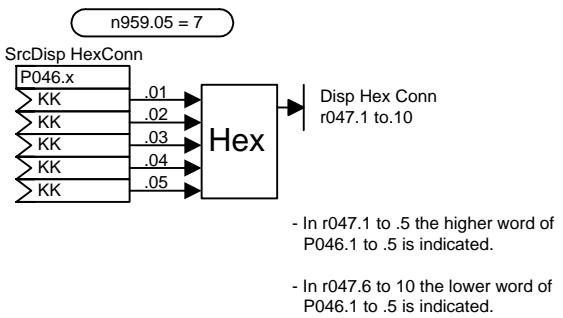 n959.05 = 7
SrcDisp HexConn
P046.x
KK .01
KK .02
KK .03
KK .04
KK .05
Hex
Disp Hex Conn
r047.1 to.10
- In r047.1 to .5 the higher word of
P046.1 to .5 is indicated.
- In r047.6 to 10 the lower word of
P046.1 to .5 is indicated.